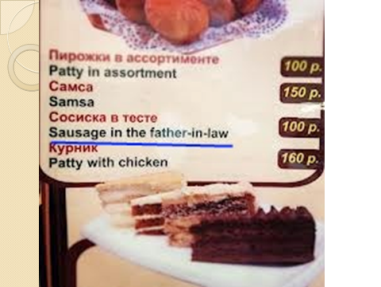 Пирожки в ассортименте
Patty in assortment
100 р.
Самса
Samsa
150 р.
Сосиска в тесте
Sausage in the father-in-law
100 р.
Курник
Patty with chicken
160 р.